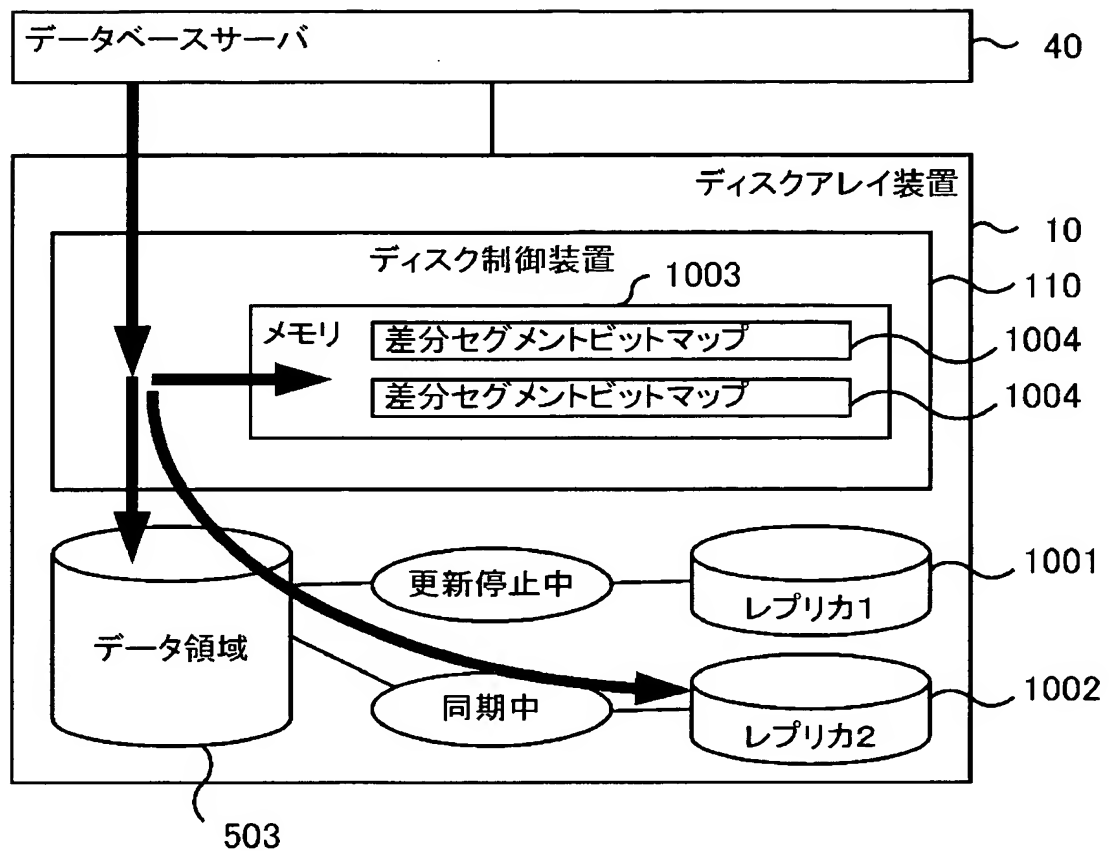 データベースサーバ
40
ディスクアレイ装置
10
ディスク制御装置
110
1003
メモリ
差分セグメントビットマップ
1004
差分セグメントビットマップ
1004
更新停止中
レプリカ1
1001
データ領域
同期中
レプリカ2
1002
503